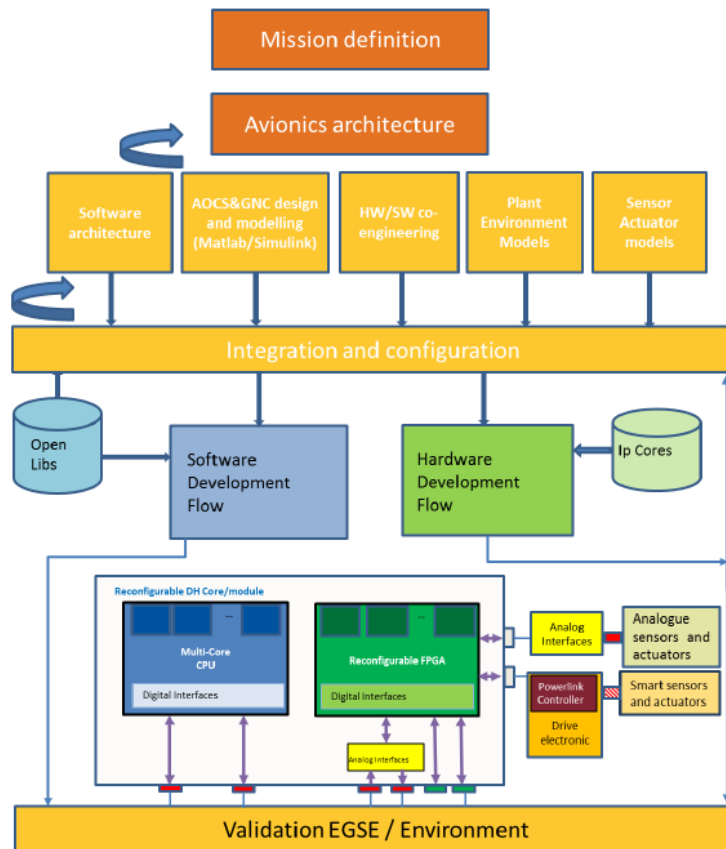 Mission definition
Avionics architecture
Software
architecture
AOCS&GNC design
and modelling
(Matlab/Simulink)
HW/SW co-
engineering
Plant
Environment
Models
Sensor
Actuator
models
Integration and configuration
Open
Libs
Software
Development
Flow
Hardware
Development
Flow
Ip Cores
Reconfigurable DH Core/module
...
Multi-Core
CPU
Digital Interfaces
...
Reconfigurable FPGA
Digital Interfaces
Analog Interfaces
Analog
Interfaces
Analogue
sensors and
actuators
Powerlink
Controller
Drive
electronic
Smart sensors
and actuators
Validation EGSE / Environment